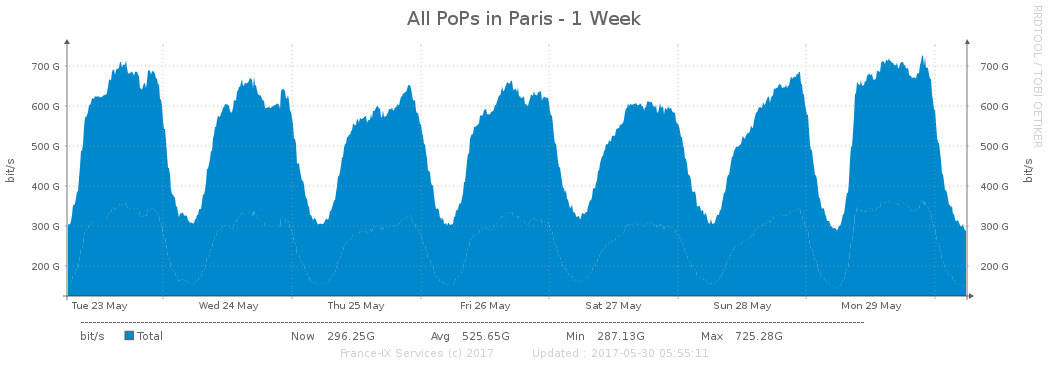 All PoPs in Paris - 1 Week
RRDTOOL / TOBI OETIKER
bit/s
700 G
600 G
500 G
400 G
300 G
200 G
700 G
600 G
500 G
400 G
300 G
200 G
bit/s
Tue 23 May Wed 24 May Thu 25 May Fri 26 May Sat 27 May Sun 28 May Mon 29 May
bit/s Total Now 296.25G Avg 525.65G Min 287.13G Max 725.28G
France-IX Services (c) 2017 Updated : 2017-05-30 05:55:11